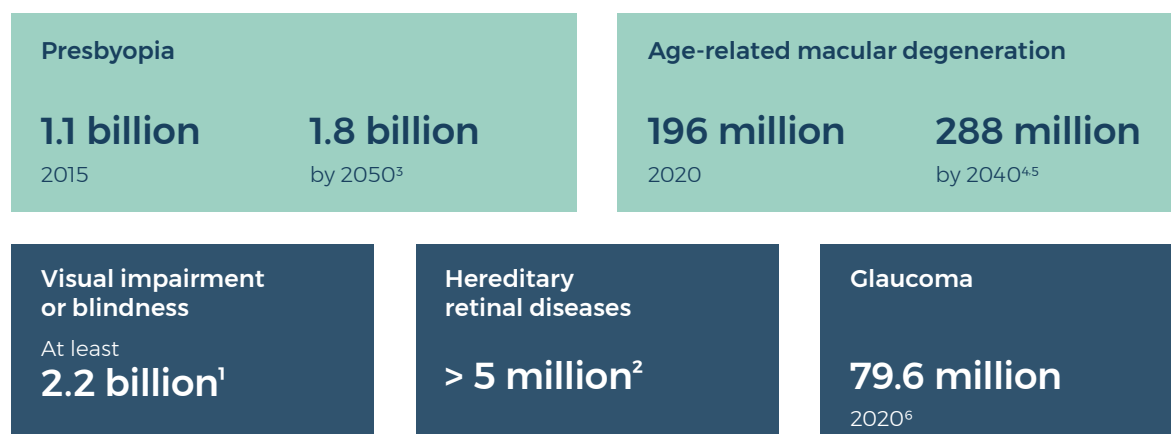 Presbyopia
1.1 billion
2015
1.8 billion
by 2050³
Age-related macular degeneration
196 million
2020
288 million
by 2040⁴,⁵
Visual impairment
or blindness
At least
2.2 billion¹
Hereditary
retinal diseases
> 5 million²
Glaucoma
79.6 million
2020⁶